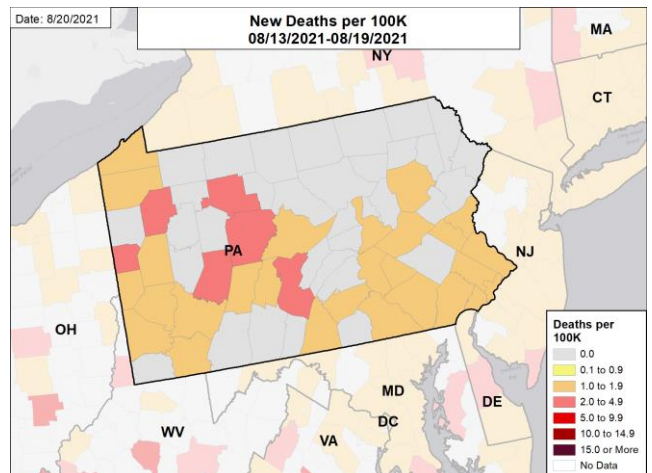 Date: 8/20/2021
New Deaths per 100K
08/13/2021-08/19/2021
NY
MA
CT
PA
NJ
OH
MD
DE
DC
WV
VA
Deaths per
100K
0.0
0.1 to 0.9
1.0 to 1.9
2.0 to 4.9
5.0 to 9.9
10.0 to 14.9
15.0 or More
No Data